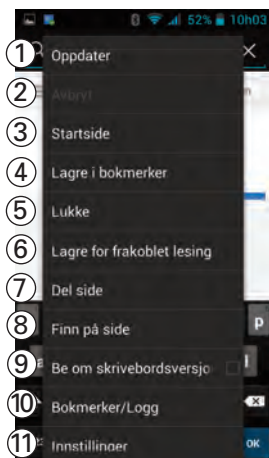 52% 10h03
① Oppdater
② Avbryt
③ Startside
④ Lagre i bokmerker
⑤ Lukke
⑥ Lagre for frakoblet lesing
⑦ Del side
⑧ Finn på side
p
⑨ Be om skrivebordsversjo
⑩ Bokmerker/Logg
⑪ Innstillinger
OK